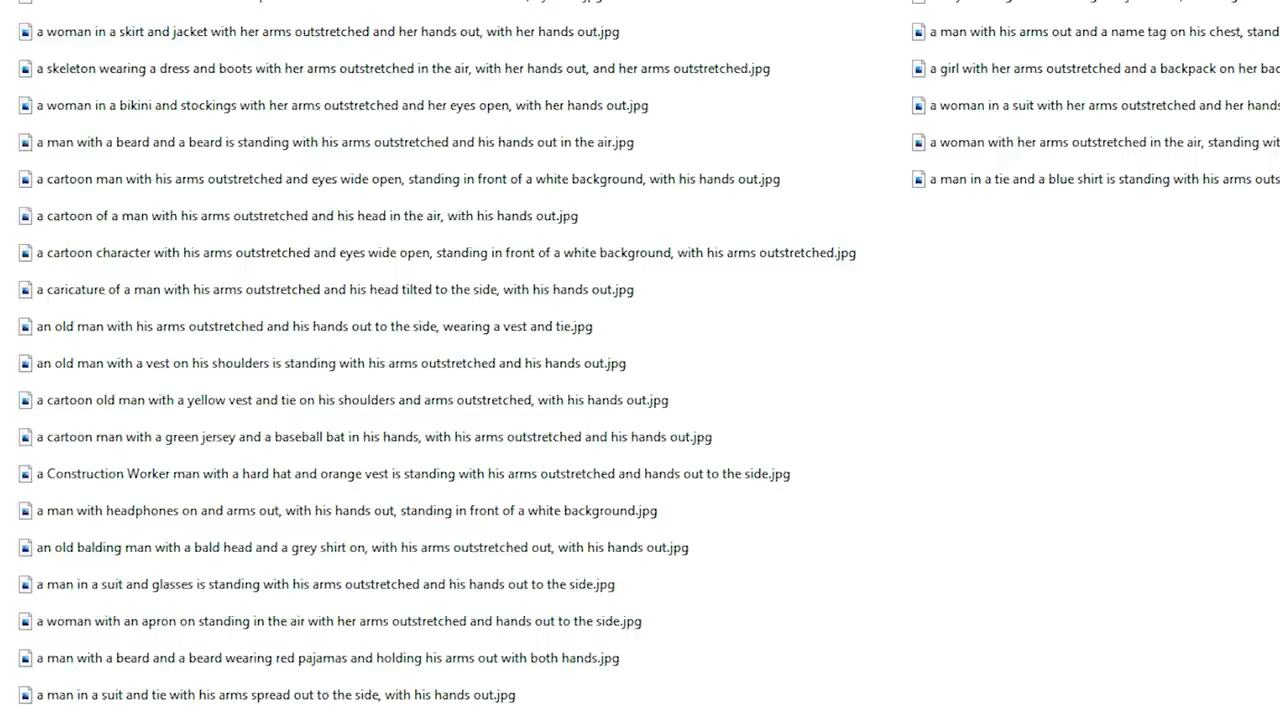 a woman in a skirt and jacket with her arms outstretched and her hands out, with her hands out.jpg
a skeleton wearing a dress and boots with her arms outstretched in the air, with her hands out, and her arms outstretched.jpg
a woman in a bikini and stockings with her arms outstretched and her eyes open, with her hands out.jpg
a man with a beard and a beard is standing with his arms outstretched and his hands out in the air.jpg
a cartoon man with his arms outstretched and eyes wide open, standing in front of a white background, with his hands out.jpg
a cartoon of a man with his arms outstretched and his head in the air, with his hands out.jpg
a cartoon character with his arms outstretched and eyes wide open, standing in front of a white background, with his arms outstretched.jpg
a caricature of a man with his arms outstretched and his head tilted to the side, with his hands out.jpg
an old man with his arms outstretched and his hands out to the side, wearing a vest and tie.jpg
an old man with a vest on his shoulders is standing with his arms outstretched and his hands out.jpg
a cartoon old man with a yellow vest and tie on his shoulders and arms outstretched, with his hands out.jpg
a cartoon man with a green jersey and a baseball bat in his hands, with his arms outstretched and his hands out.jpg
a Construction Worker man with a hard hat and orange vest is standing with his arms outstretched and hands out to the side.jpg
a man with headphones on and arms out, with his hands out, standing in front of a white background.jpg
an old balding man with a bald head and a grey shirt on, with his arms outstretched out, with his hands out.jpg
a man in a suit and glasses is standing with his arms outstretched and his hands out to the side.jpg
a woman with an apron on standing in the air with her arms outstretched and hands out to the side.jpg
a man with a beard and a beard wearing red pajamas and holding his arms out with both hands.jpg
a man in a suit and tie with his arms spread out to the side, with his hands out.jpg
a man with his arms out and a name tag on his chest, stand
a girl with her arms outstretched and a backpack on her bac
a woman in a suit with her arms outstretched and her hands
a woman with her arms outstretched in the air, standing wit
a man in a tie and a blue shirt is standing with his arms outs